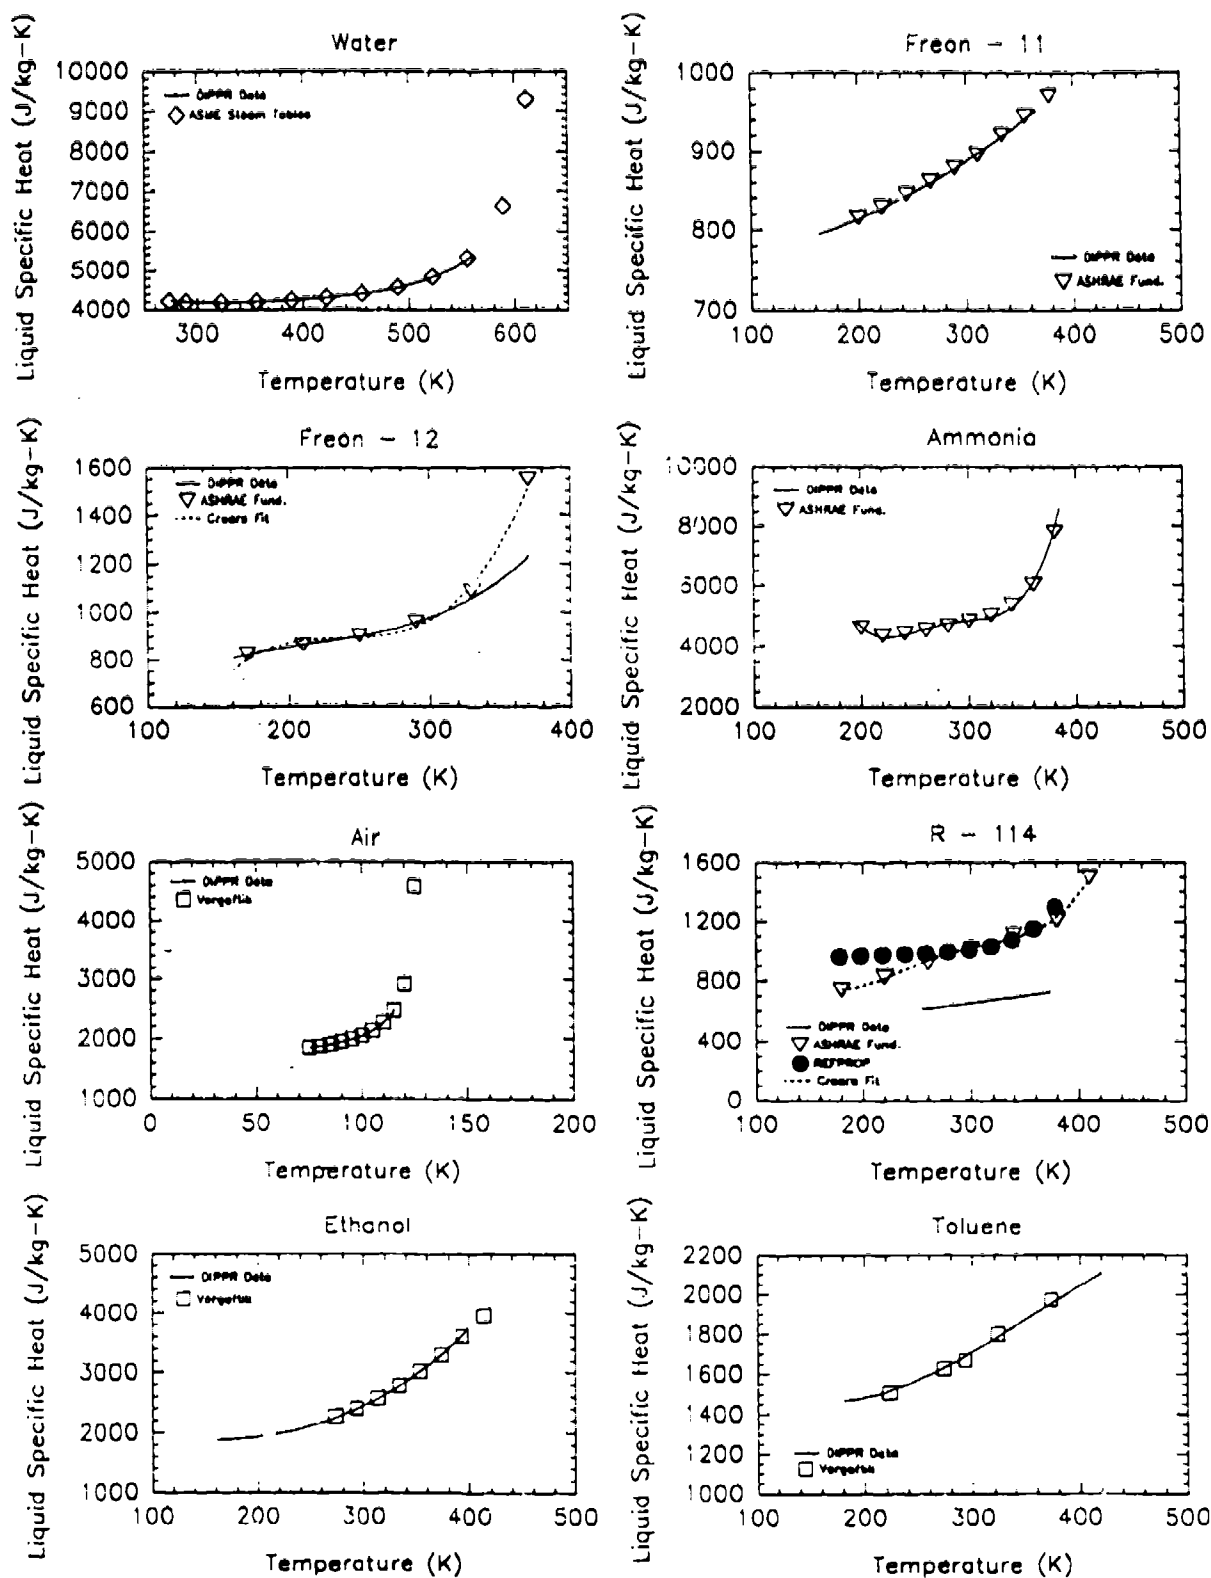 Water
Liquid Specific Heat (J/kg-K)
10000
9000
8000
7000
6000
5000
4000
DIPPR Data
ASME Steam Tables
300 400 500 600
Temperature (K)
Freon - 11
Liquid Specific Heat (J/kg-K)
1000
900
800
700
DIPPR Data
ASHRAE Fund.
100 200 300 400 500
Temperature (K)
Freon - 12
Liquid Specific Heat (J/kg-K)
1600
1400
1200
1000
800
600
DIPPR Data
ASHRAE Fund.
Creare Fit
100 200 300 400
Temperature (K)
Ammonia
Liquid Specific Heat (J/kg-K)
10000
8000
6000
4000
2000
DIPPR Data
ASHRAE Fund.
100 200 300 400 500
Temperature (K)
Air
Liquid Specific Heat (J/kg-K)
5000
4000
3000
2000
1000
DIPPR Data
Vargaftik
0 50 100 150 200
Temperature (K)
R - 114
Liquid Specific Heat (J/kg-K)
1600
1200
800
400
0
DIPPR Data
ASHRAE Fund.
REFPROP
Creare Fit
100 200 300 400 500
Temperature (K)
Ethanol
Liquid Specific Heat (J/kg-K)
5000
4000
3000
2000
1000
DIPPR Data
Vargaftik
100 200 300 400 500
Temperature (K)
Toluene
Liquid Specific Heat (J/kg-K)
2200
2000
1800
1600
1400
1200
1000
DIPPR Data
Vargaftik
100 200 300 400 500
Temperature (K)